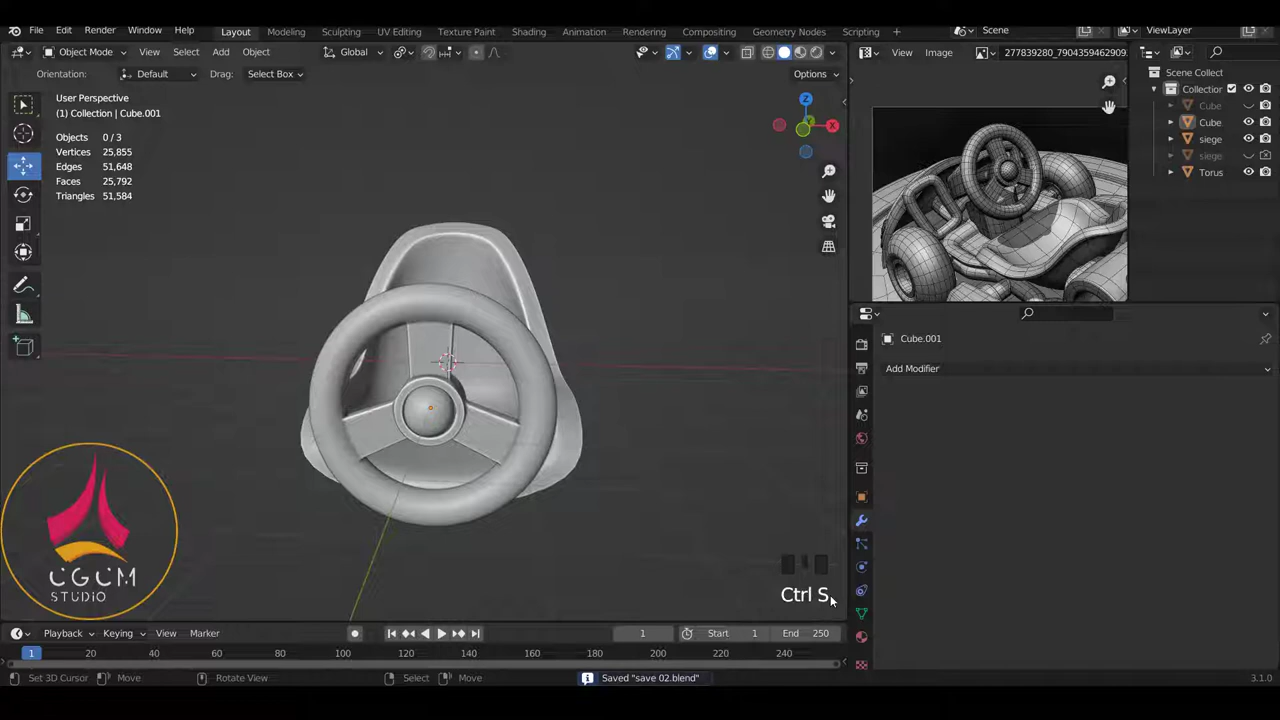 File Edit Render Window Help Layout Modeling Sculpting UV Editing Texture Paint Shading Animation Rendering Compositing Geometry Nodes Scripting + Scene ViewLayer
Object Mode View Select Add Object Global View Image 277839280_7904359462909.
Orientation: Default Drag: Select Box Options
User Perspective
(1) Collection | Cube.001
Objects 0 / 3
Vertices 25,855
Edges 51,648
Faces 25,792
Triangles 51,584
X
Z
Scene Collect
Collection
Cube
Cube.
siege
siege
Torus
Cube.001
Add Modifier
CGCM
STUDIO
Ctrl S
Playback Keying View Marker 1 Start 1 End 250
1 20 40 60 80 100 120 140 160 180 200 220 240
Set 3D Cursor Move Rotate View Select Move Saved "save 02.blend" 3.1.0